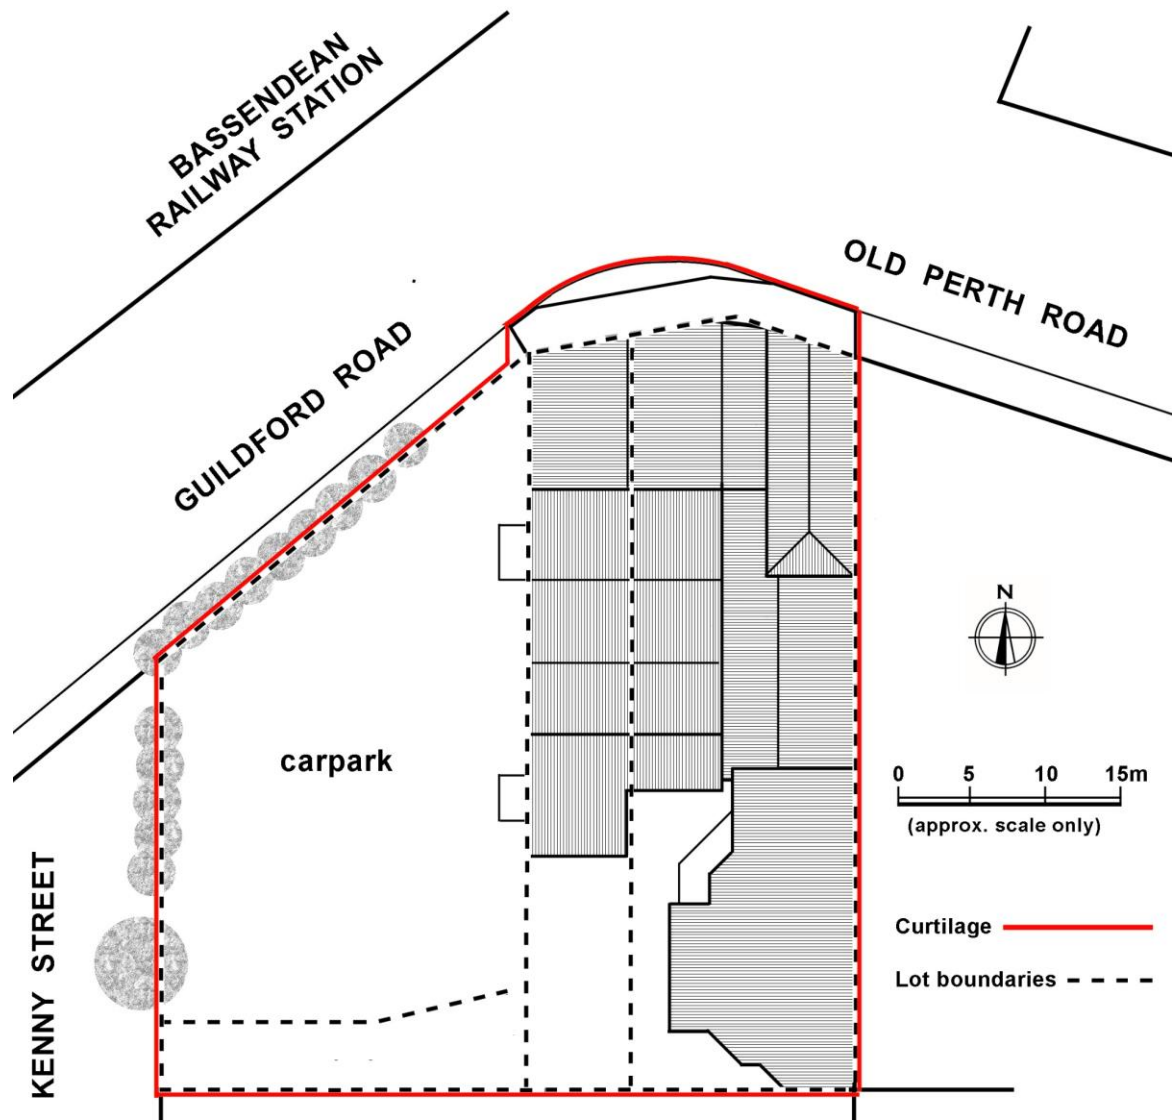 BASSENDEAN
RAILWAY STATION
OLD PERTH ROAD
GUILDFORD ROAD
N
carpark
0 5 10 15m
(approx. scale only)
KENNY STREET
Curtilage
Lot boundaries